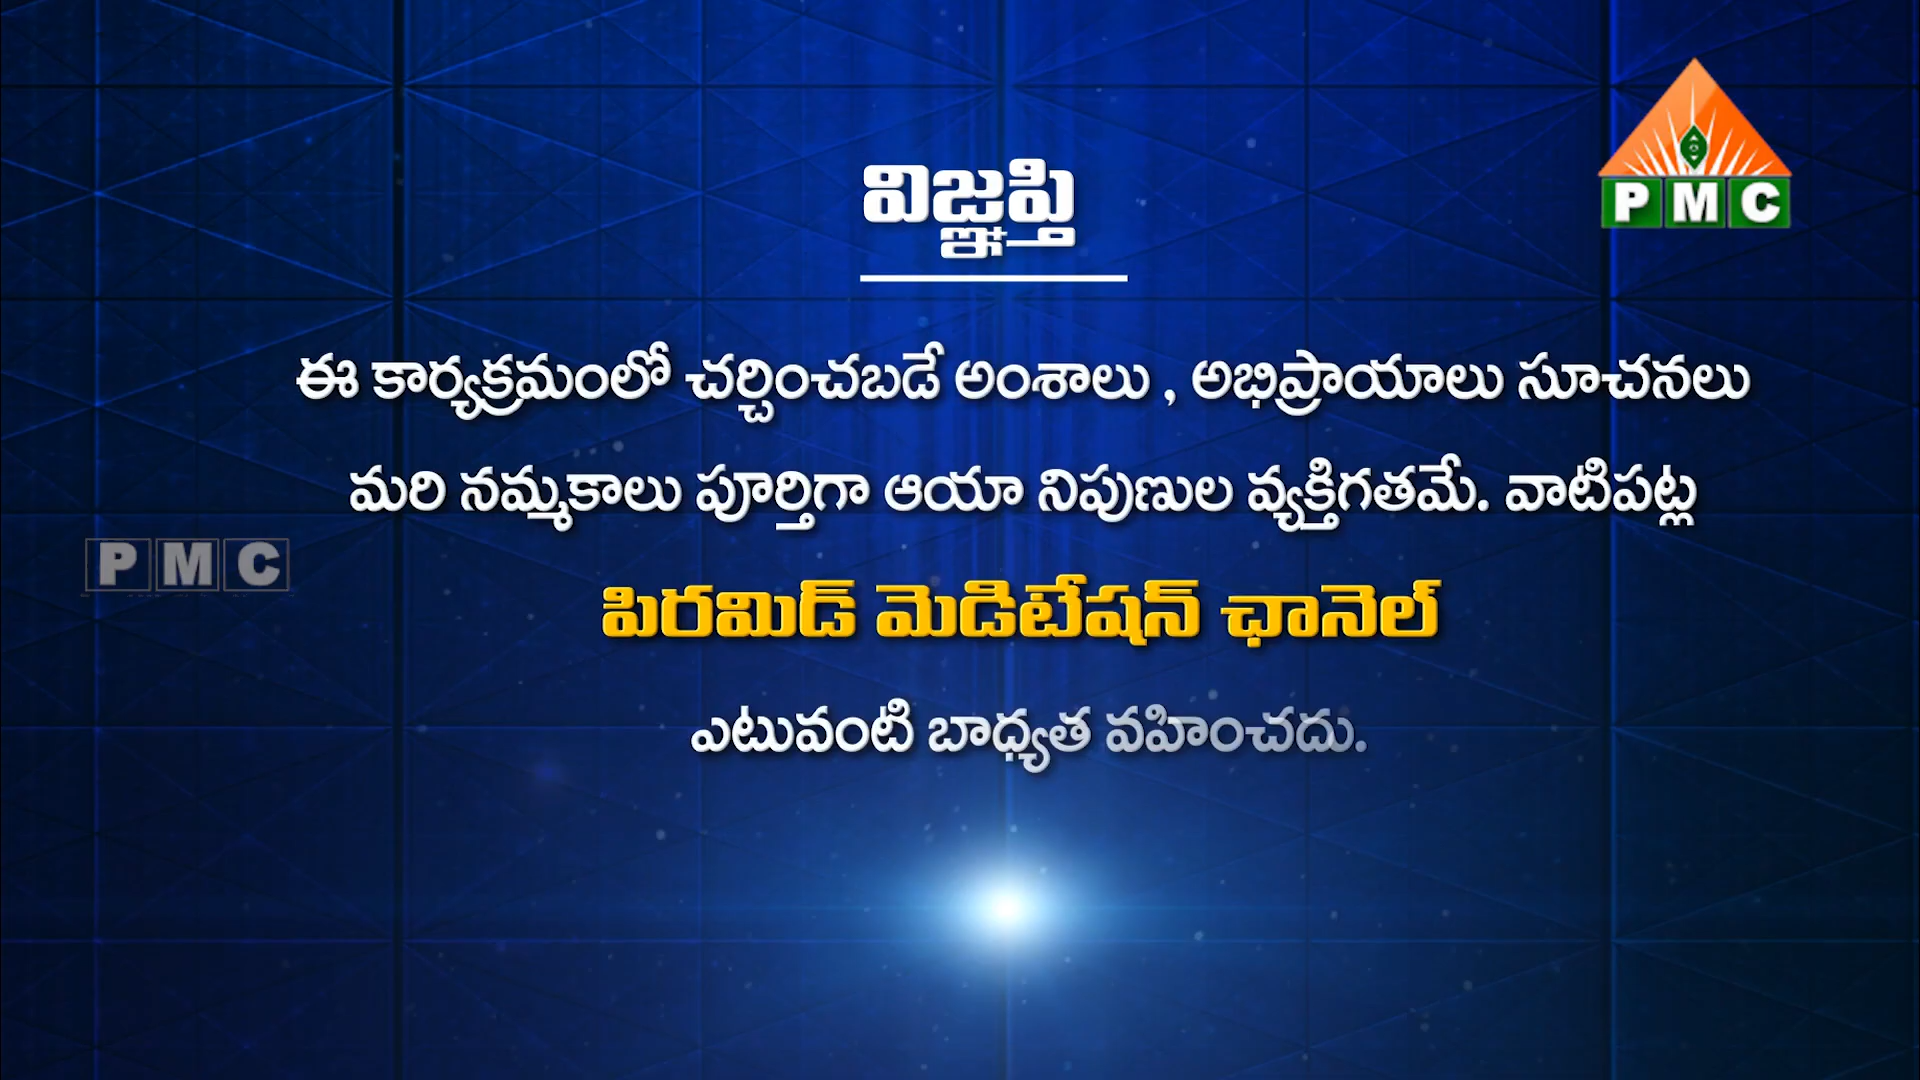 విజ్ఞప్తి
PMC
ఈ కార్యక్రమంలో చర్చించబడే అంశాలు , అభిప్రాయాలు సూచనలు
మరి నమ్మకాలు పూర్తిగా ఆయా నిపుణుల వ్యక్తిగతమే. వాటిపట్ల
PMC
పిరమిడ్ మెడిటేషన్ ఛానెల్
ఎటువంటి బాధ్యత వహించదు.